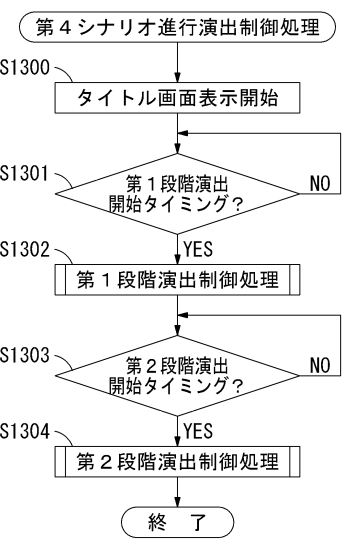 第４シナリオ進行演出制御処理
S1300
タイトル画面表示開始
S1301
第１段階演出
開始タイミング？
NO
YES
S1302
第１段階演出制御処理
S1303
第２段階演出
開始タイミング？
NO
YES
S1304
第２段階演出制御処理
終　了